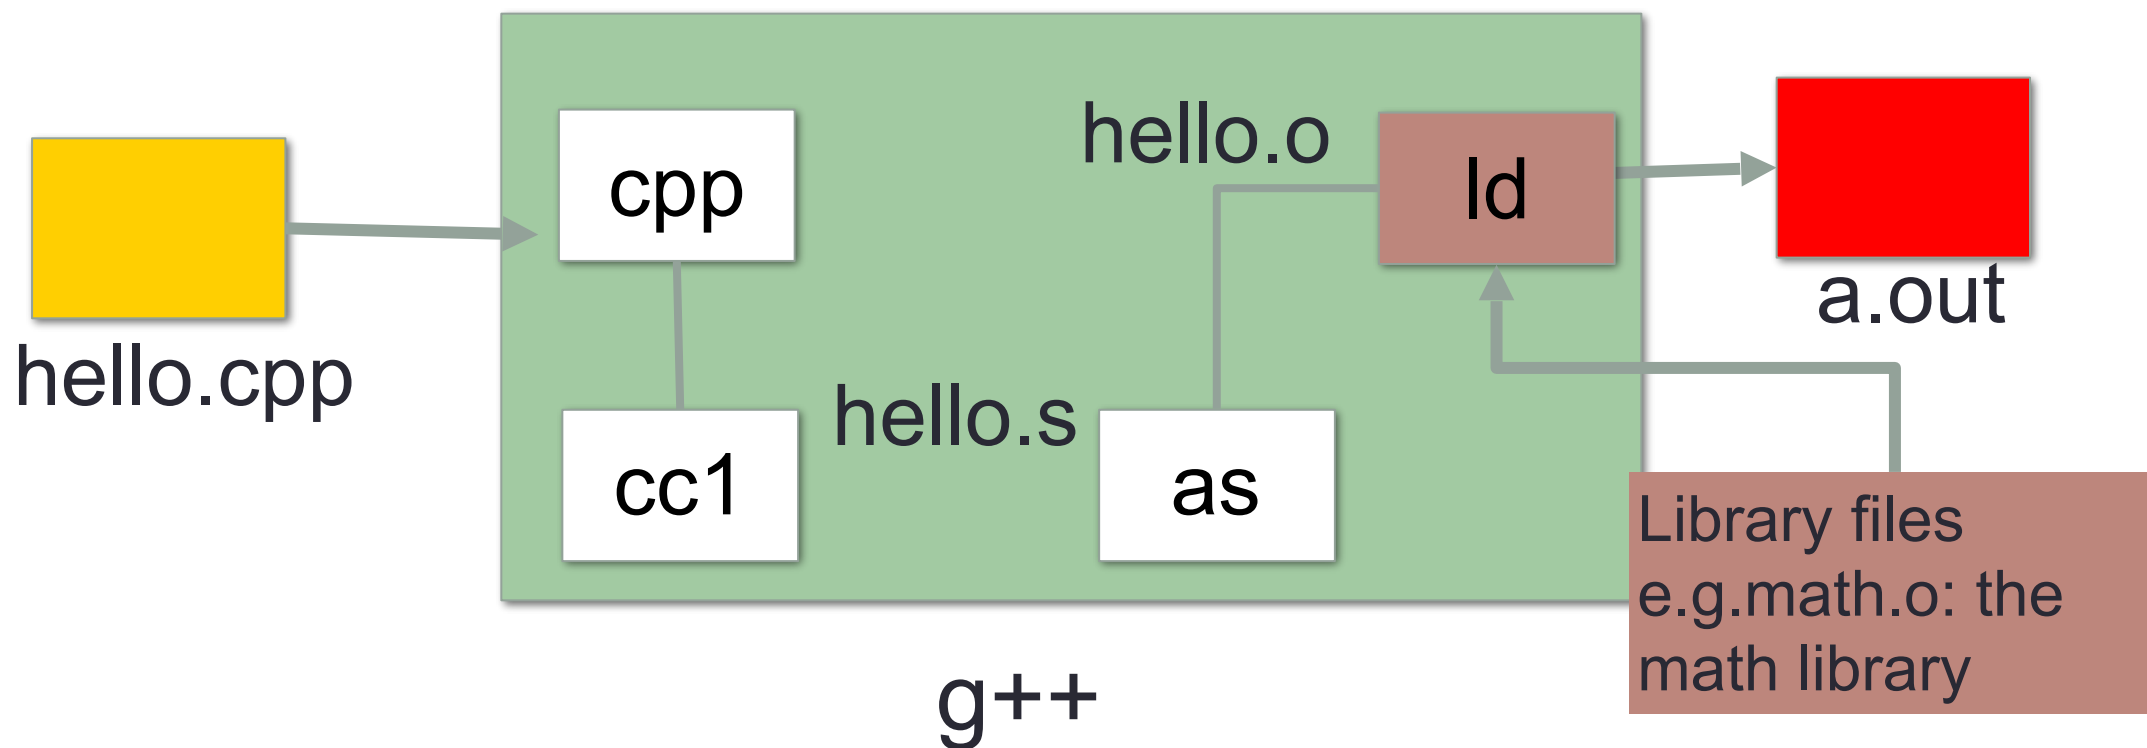 hello.cpp
cpp
cc1
hello.s
as
hello.o
ld
a.out
Library files
e.g.math.o: the
math library
g++